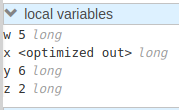 local variables
w 5 long
x <optimized out> long
y 6 long
z 2 long